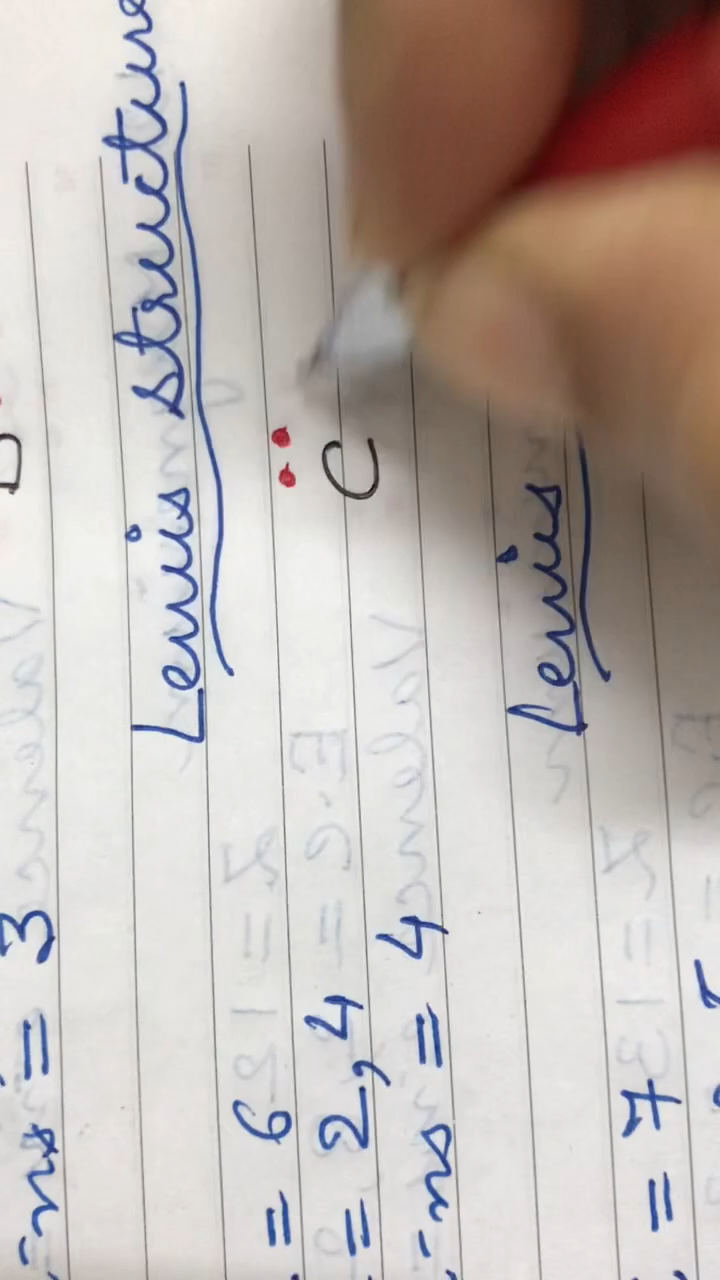 -ns = 3
Lewis structure
= 6
= 2, 4 C
-ns = 4
Lewis
= 7